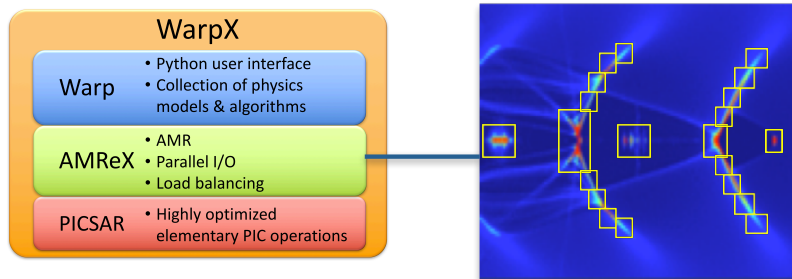 WarpX
Warp
• Python user interface
• Collection of physics
models & algorithms
AMReX
• AMR
• Parallel I/O
• Load balancing
PICSAR
• Highly optimized
elementary PIC operations